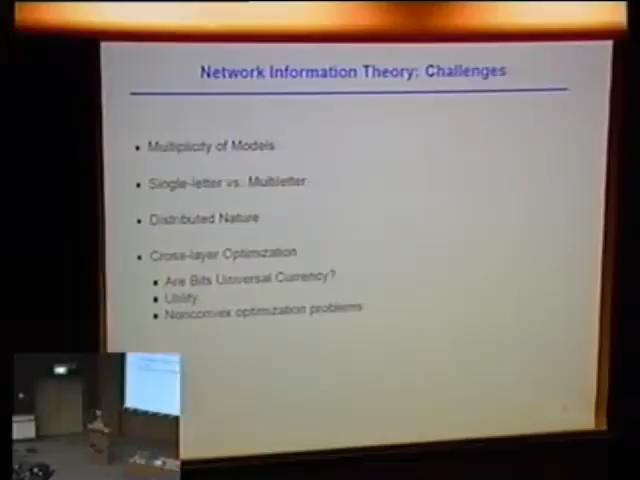 Network Information Theory: Challenges
Multiplicity of Models
Single-letter vs. Multiletter
Distributed Nature
Cross-layer Optimization
Are Bits Universal Currency?
Utility
Nonconvex optimization problems